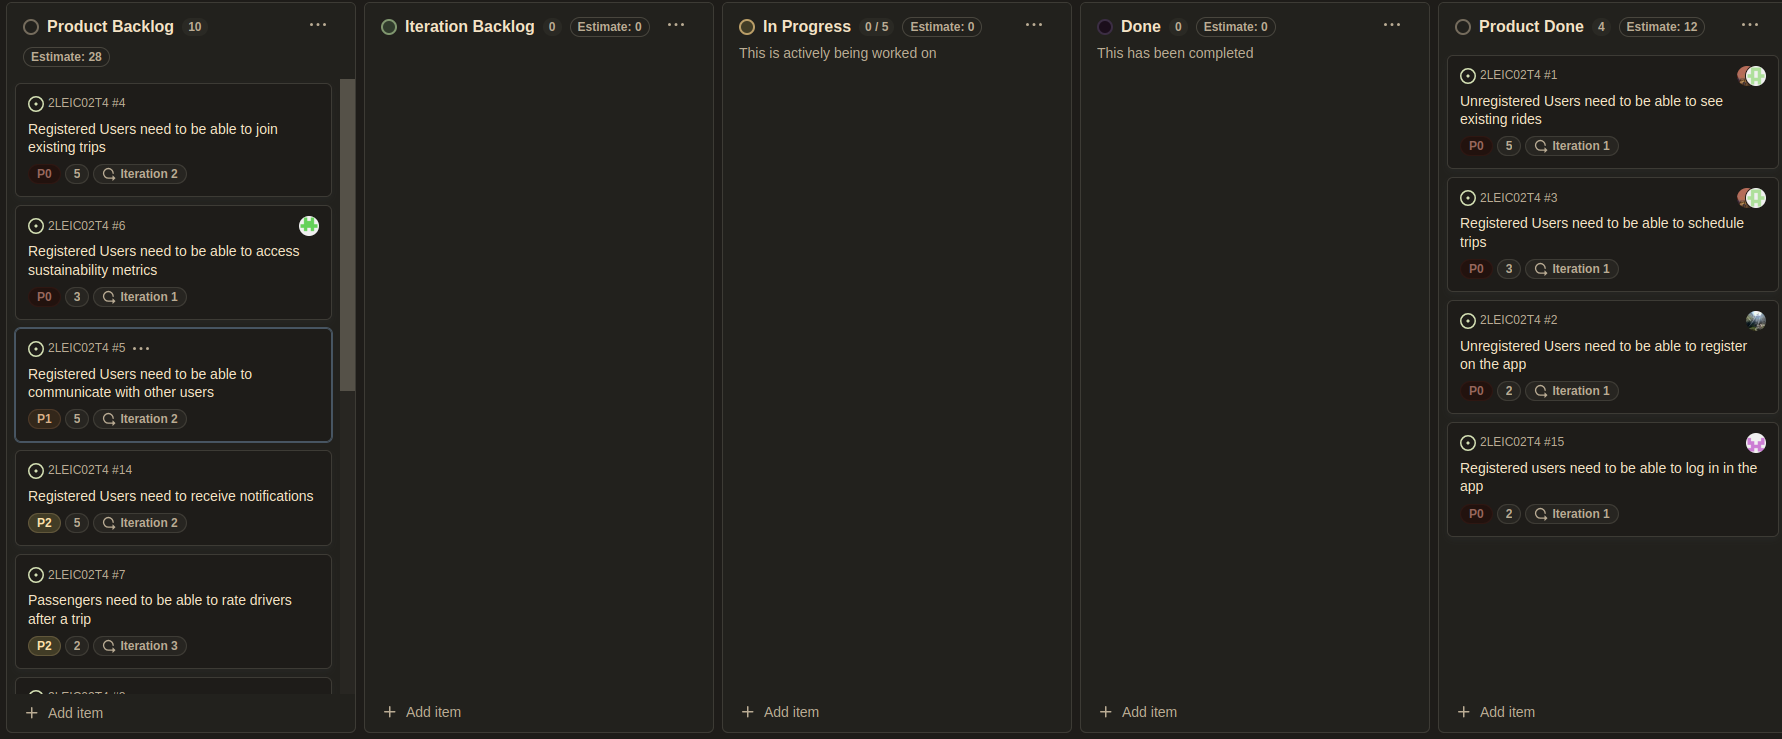 Product Backlog 10
Estimate: 28
2LEIC02T4 #4
Registered Users need to be able to join
existing trips
P0 5 Iteration 2
2LEIC02T4 #6
Registered Users need to be able to access
sustainability metrics
P0 3 Iteration 1
2LEIC02T4 #5
Registered Users need to be able to
communicate with other users
P1 5 Iteration 2
2LEIC02T4 #14
Registered Users need to receive notifications
P2 5 Iteration 2
2LEIC02T4 #7
Passengers need to be able to rate drivers
after a trip
P2 2 Iteration 3
Add item
Iteration Backlog 0 Estimate: 0
Add item
In Progress 0 / 5 Estimate: 0
This is actively being worked on
Add item
Done 0 Estimate: 0
This has been completed
Add item
Product Done 4 Estimate: 12
2LEIC02T4 #1
Unregistered Users need to be able to see
existing rides
P0 5 Iteration 1
2LEIC02T4 #3
Registered Users need to be able to schedule
trips
P0 3 Iteration 1
2LEIC02T4 #2
Unregistered Users need to be able to register
on the app
P0 2 Iteration 1
2LEIC02T4 #15
Registered users need to be able to log in in the
app
P0 2 Iteration 1
Add item